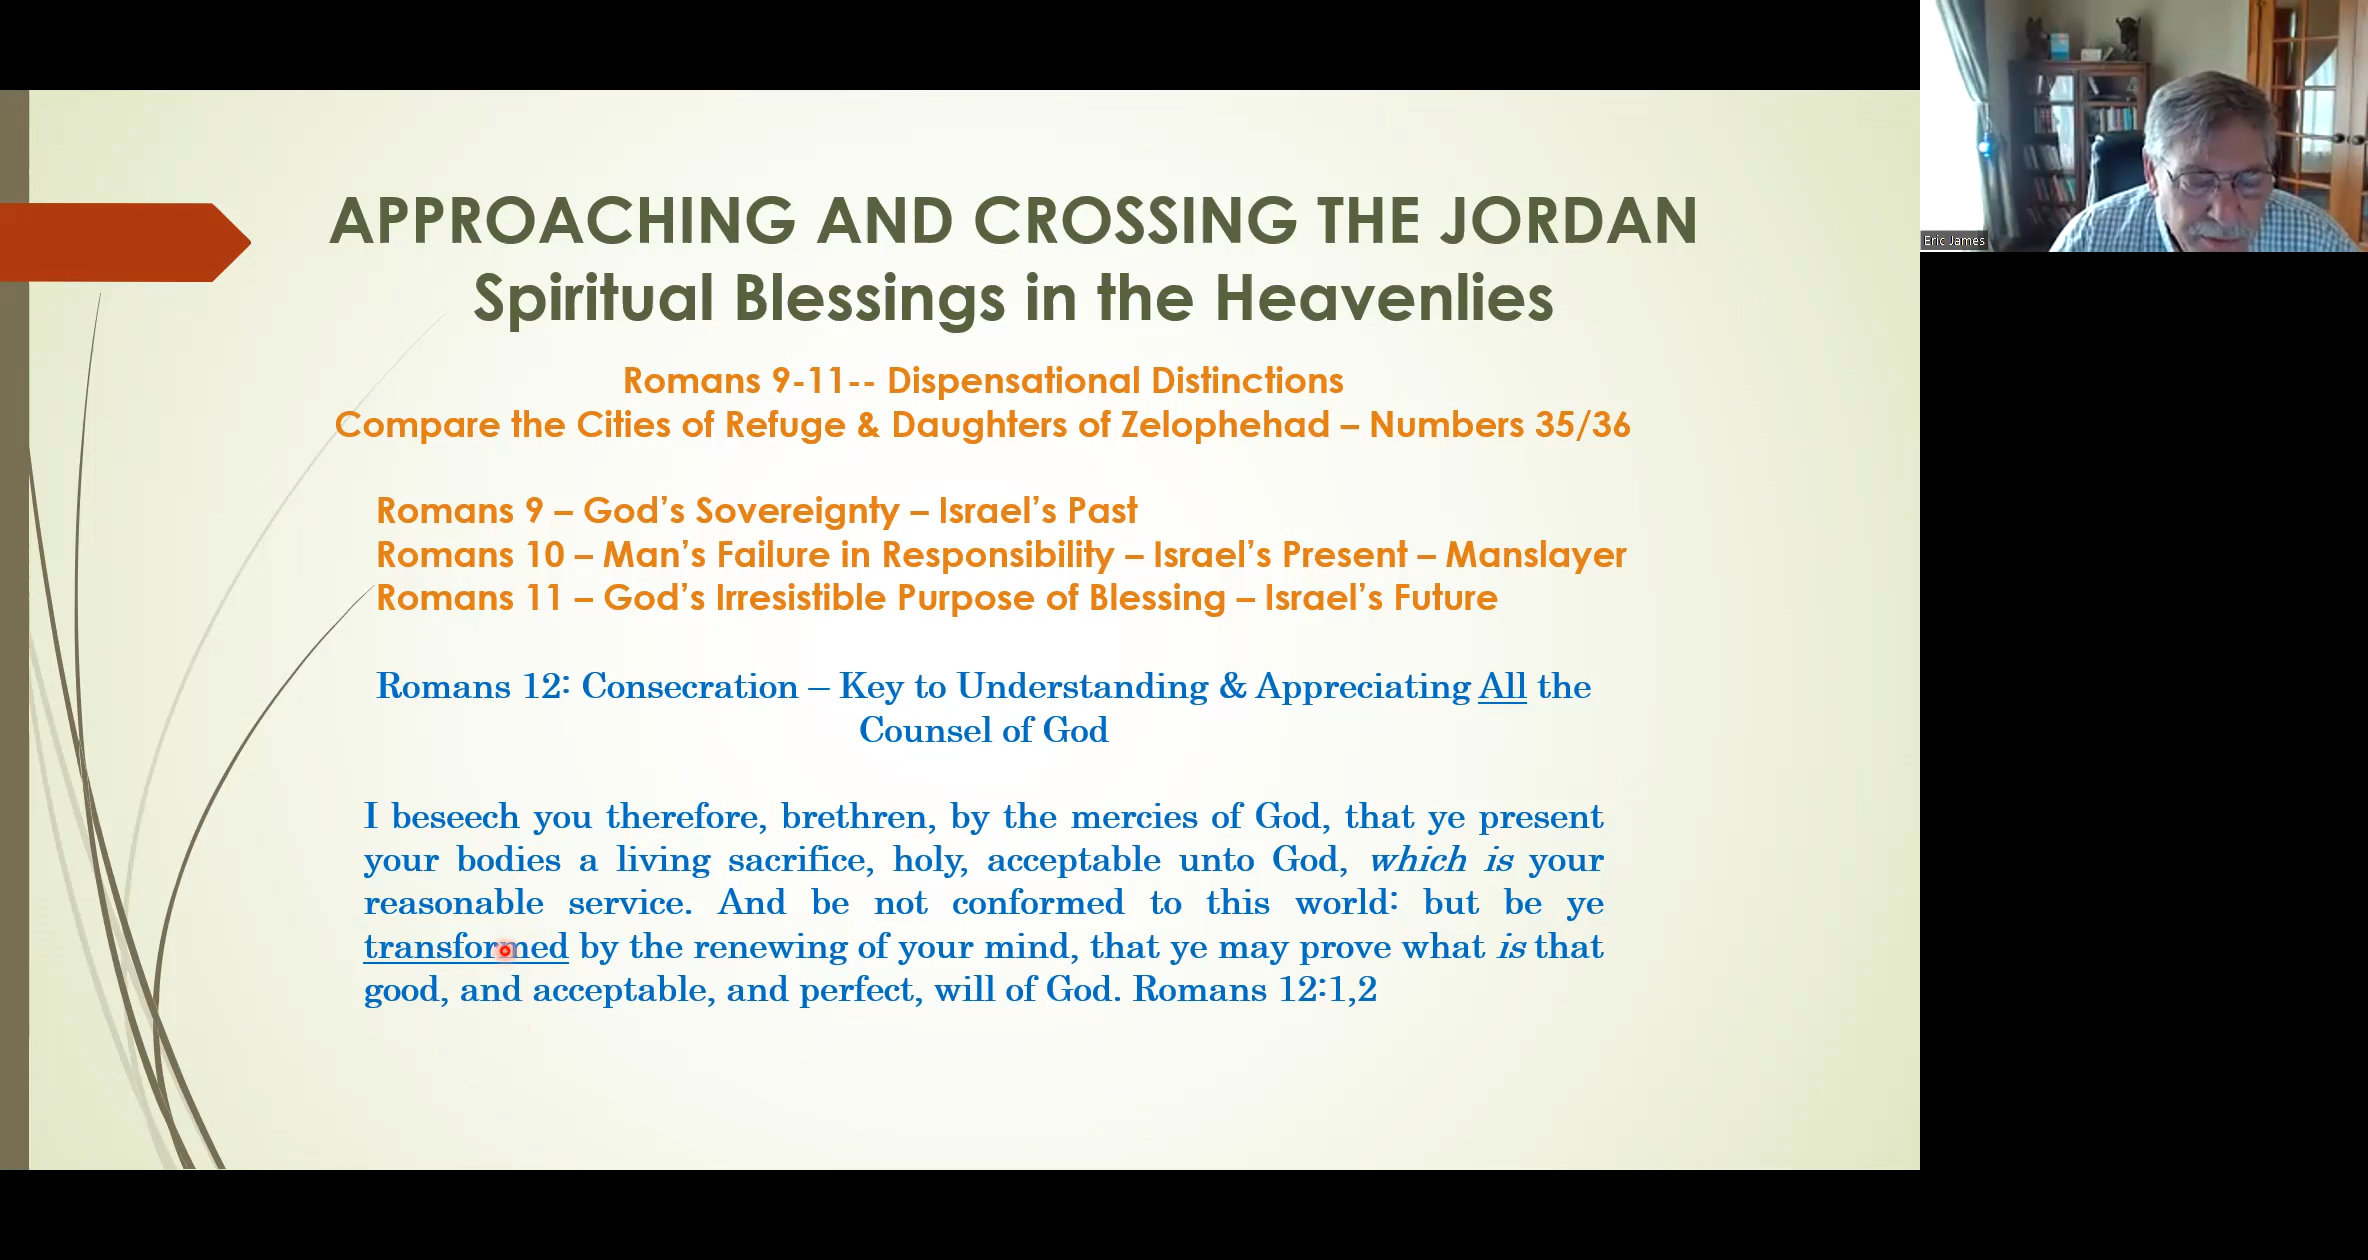 APPROACHING AND CROSSING THE JORDAN
Spiritual Blessings in the Heavenlies
Romans 9-11-- Dispensational Distinctions
Compare the Cities of Refuge & Daughters of Zelophehad – Numbers 35/36
Romans 9 – God’s Sovereignty – Israel’s Past
Romans 10 – Man’s Failure in Responsibility – Israel’s Present – Manslayer
Romans 11 – God’s Irresistible Purpose of Blessing – Israel’s Future
Romans 12: Consecration – Key to Understanding & Appreciating All the
Counsel of God
I beseech you therefore, brethren, by the mercies of God, that ye present
your bodies a living sacrifice, holy, acceptable unto God, which is your
reasonable service. And be not conformed to this world: but be ye
transformed by the renewing of your mind, that ye may prove what is that
good, and acceptable, and perfect, will of God. Romans 12:1,2
Eric James